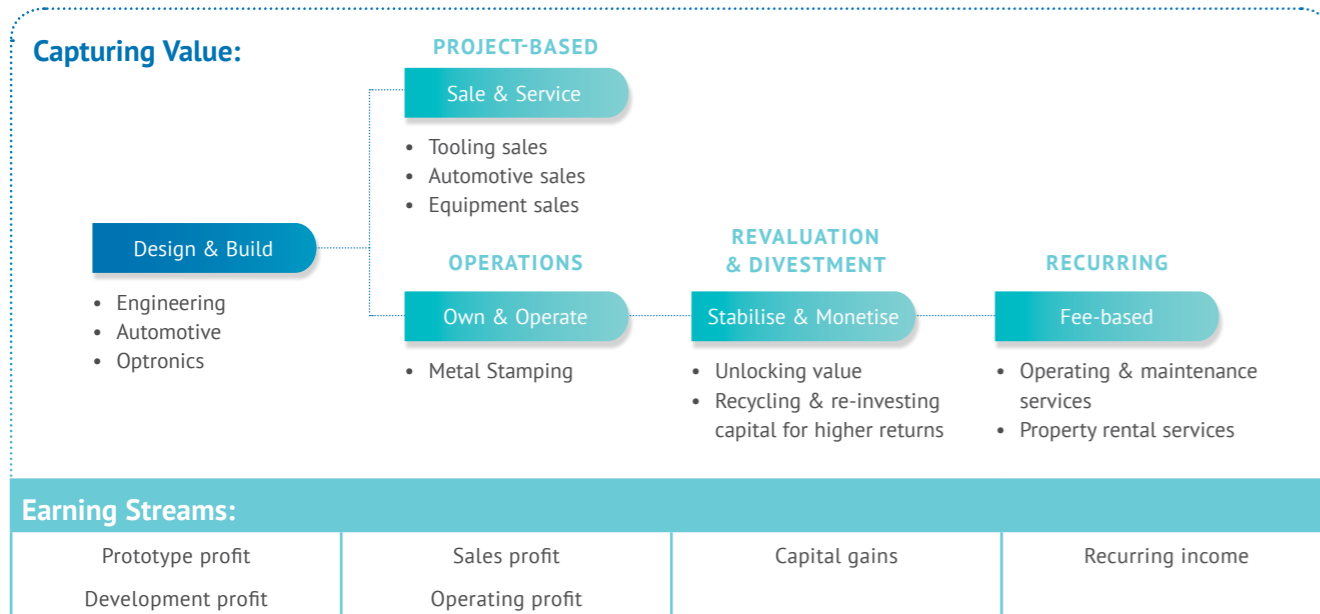 Capturing Value:
PROJECT-BASED
Sale & Service
• Tooling sales
• Automotive sales
• Equipment sales
Design & Build
• Engineering
• Automotive
• Optronics
OPERATIONS
Own & Operate
• Metal Stamping
REVALUATION
& DIVESTMENT
Stabilise & Monetise
• Unlocking value
• Recycling & re-investing
capital for higher returns
RECURRING
Fee-based
• Operating & maintenance
services
• Property rental services
Earning Streams:
Prototype profit
Development profit
Sales profit
Operating profit
Capital gains
Recurring income